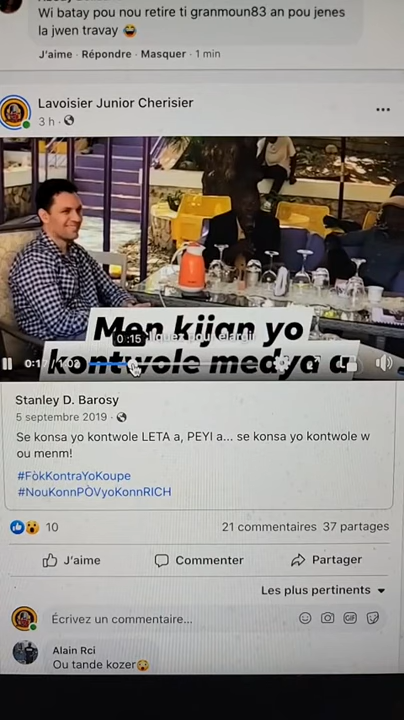 Wi batay pou nou retire ti granmoun83 an pou jenes
la jwen travay 😂
J'aime · Répondre · Masquer · 1 min
Lavoisier Junior Cherisier
3 h ·
Men kijan yo
0:15
kontwole medya a
1:02
Stanley D. Barosy
5 septembre 2019 ·
Se konsa yo kontwole LETA a, PEYI a... se konsa yo kontwole w
ou menm!
#FòkKontraYoKoupe
#NouKonnPÒVyoKonnRICH
10
21 commentaires 37 partages
J'aime
Commenter
Partager
Les plus pertinents
Écrivez un commentaire...
GIF
Alain Rci
Ou tande kozer😲